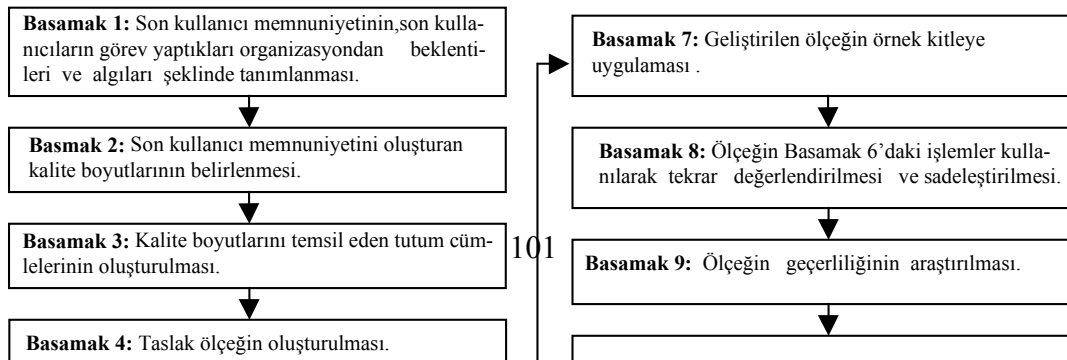 Basamak 1: Son kullanıcı memnuniyetinin,son kulla-
nıcıların görev yaptıkları organizasyondan beklenti-
leri ve algıları şeklinde tanımlanması.
Basmak 2: Son kullanıcı memnuniyetini oluşturan
kalite boyutlarının belirlenmesi.
Basamak 3: Kalite boyutlarını temsil eden tutum cüm-
lelerinin oluşturulması.
Basamak 4: Taslak ölçeğin oluşturulması.
101
Basamak 7: Geliştirilen ölçeğin örnek kitleye
uygulaması .
Basamak 8: Ölçeğin Basamak 6’daki işlemler kulla-
nılarak tekrar değerlendirilmesi ve sadeleştirilmesi.
Basamak 9: Ölçeğin geçerliliğinin araştırılması.